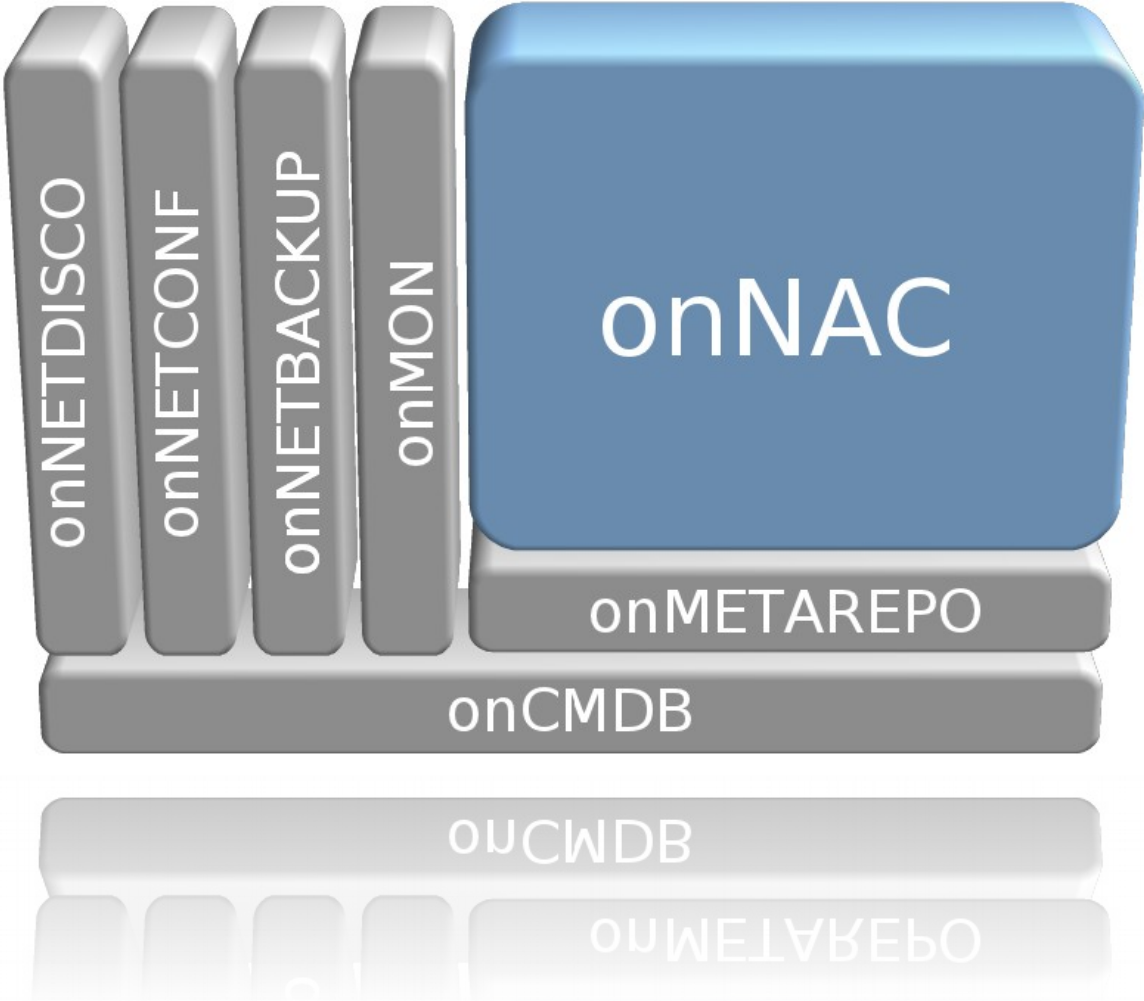 onNETDISCO
onNETCONF
onNETBACKUP
onMON
onNAC
onMETAREPO
onCMDB
onCMDB
onMETAREPO